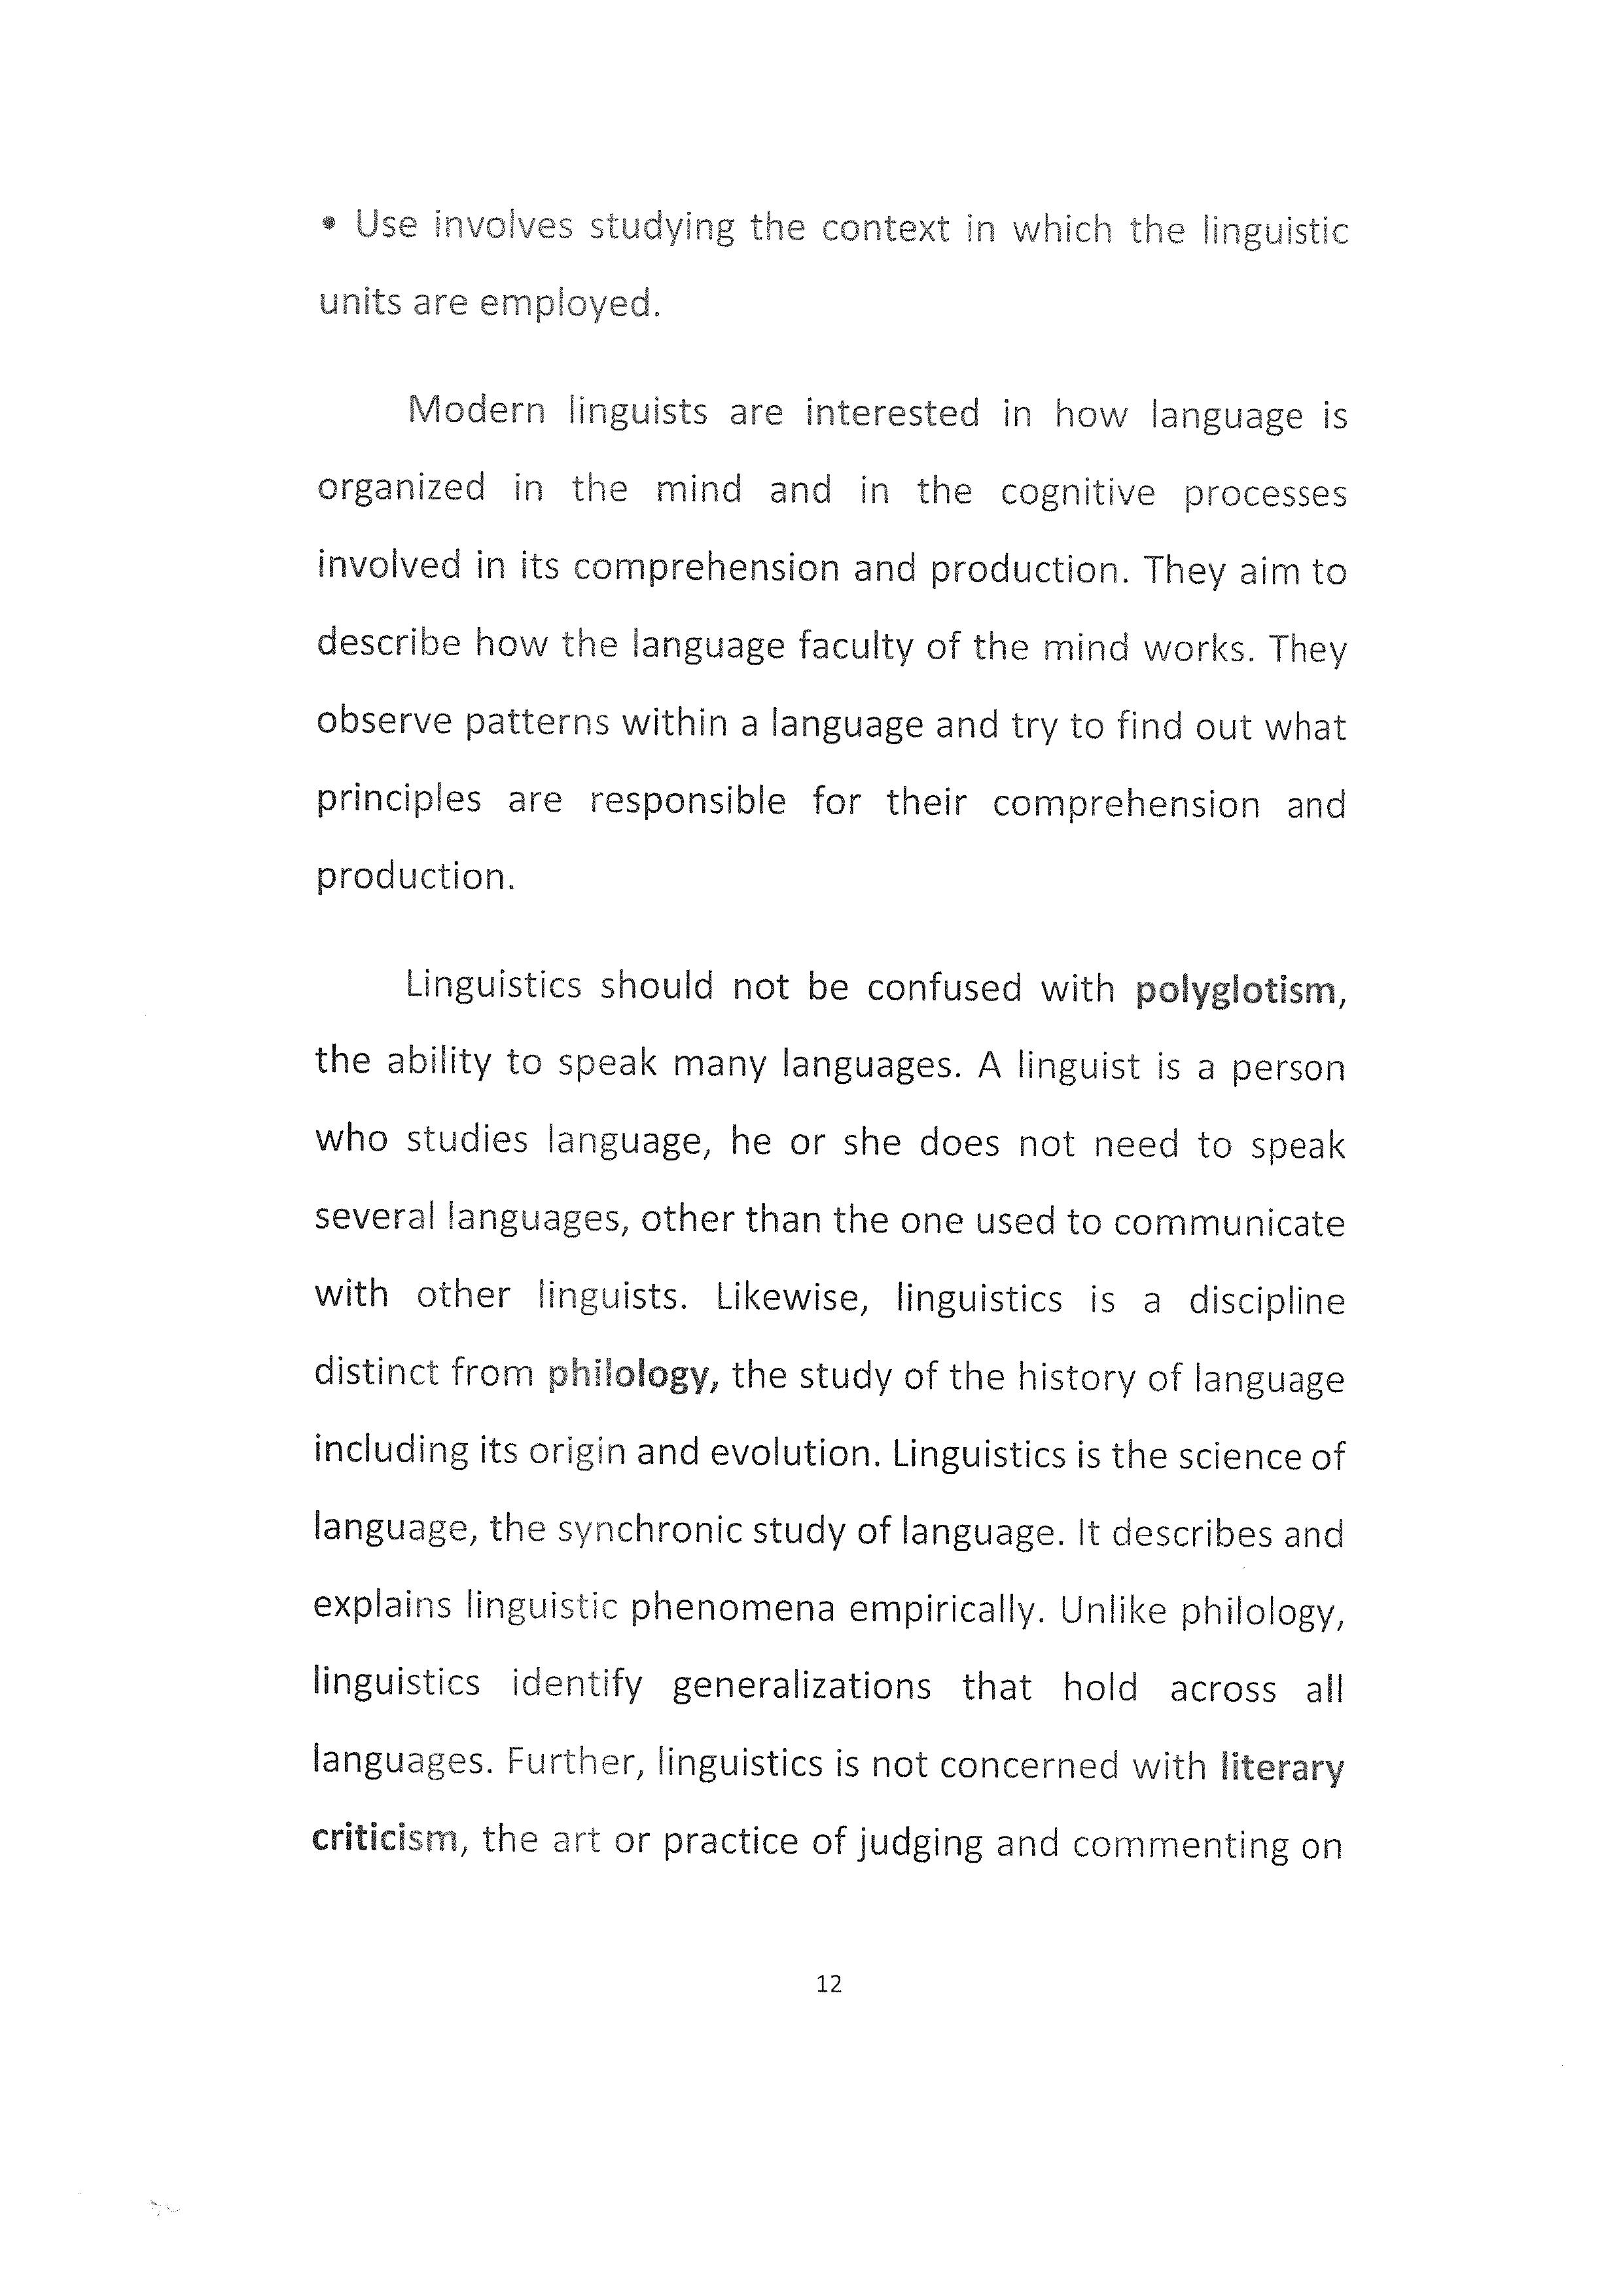 • Use involves studying the context in which the linguistic
units are employed.
Modern linguists are interested in how language is
organized in the mind and in the cognitive processes
involved in its comprehension and production. They aim to
describe how the language faculty of the mind works. They
observe patterns within a language and try to find out what
principles are responsible for their comprehension and
production.
Linguistics should not be confused with polyglotism,
the ability to speak many languages. A linguist is a person
who studies language, he or she does not need to speak
several languages, other than the one used to communicate
with other linguists. Likewise, linguistics is a discipline
distinct from philology, the study of the history of language
including its origin and evolution. Linguistics is the science of
language, the synchronic study of language. It describes and
explains linguistic phenomena empirically. Unlike philology,
linguistics identify generalizations that hold across all
languages. Further, linguistics is not concerned with literary
criticism, the art or practice of judging and commenting on
12